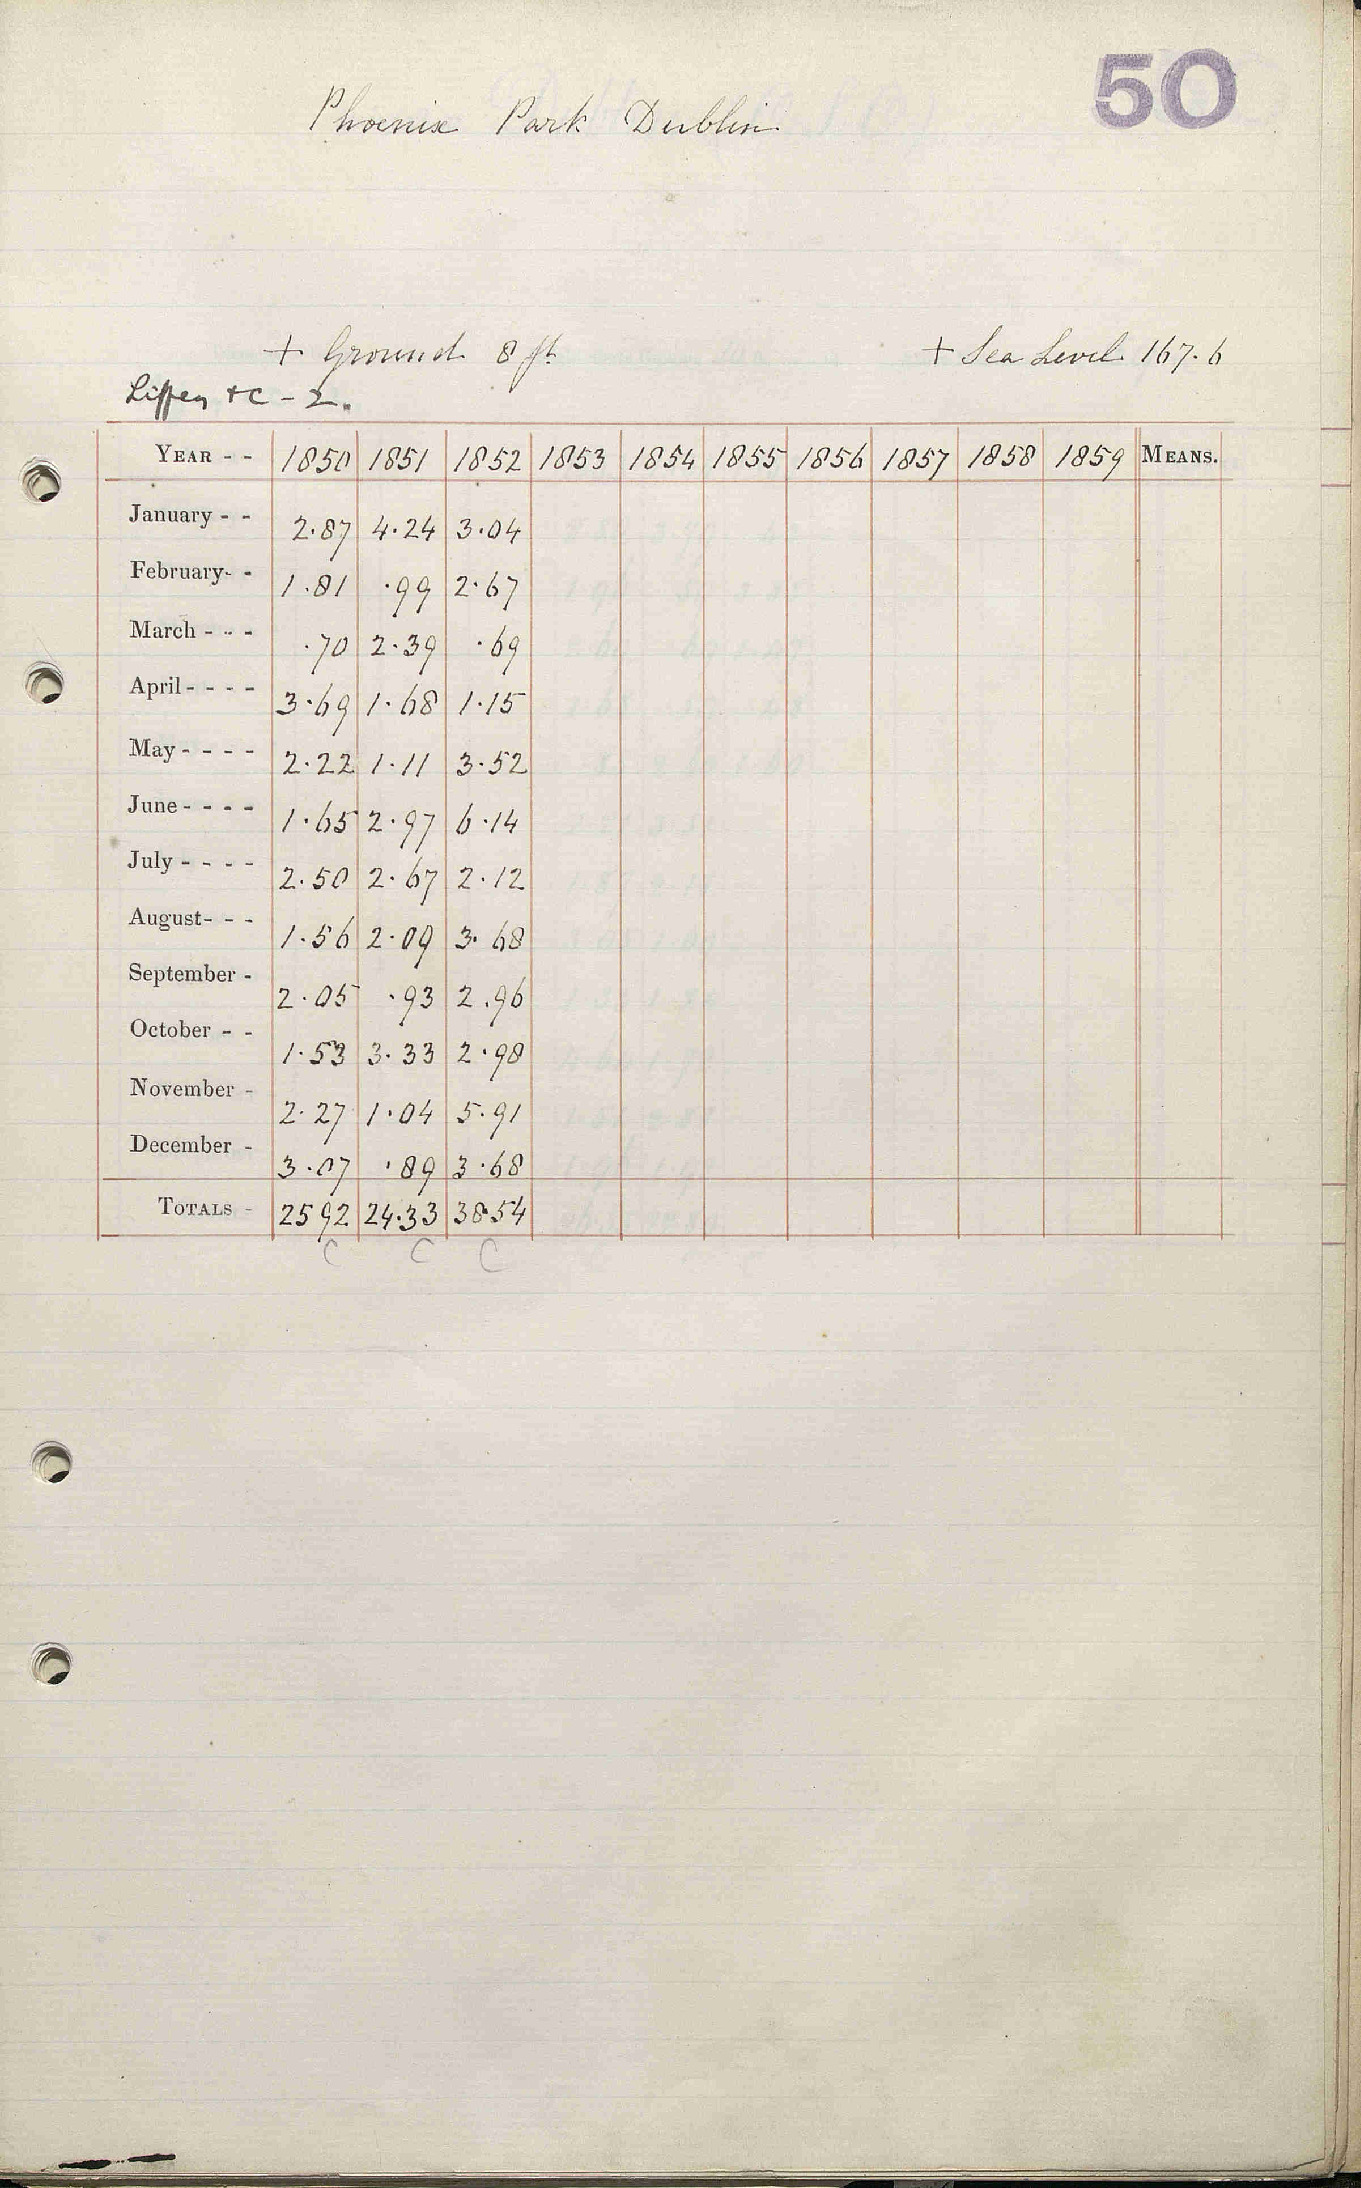 50
Phoenix Park Dublin
+ Ground 8 ft + Sea Level 167.6
Liffey &C - 2.
YEAR - - 1850 1851 1852 1853 1854 1855 1856 1857 1858 1859 MEANS.
January - - 2.87 4.24 3.04
February- - 1.81 .99 2.67
March - - - .70 2.39 .69
April - - - - 3.69 1.68 1.15
May - - - - 2.22 1.11 3.52
June - - - - 1.65 2.97 6.14
July - - - - 2.50 2.67 2.12
August- - - 1.56 2.09 3.68
September - 2.05 .93 2.96
October - - 1.53 3.33 2.98
November - 2.27 1.04 5.91
December - 3.07 .89 3.68
TOTALS - 2592 24.33 38.54
C C C